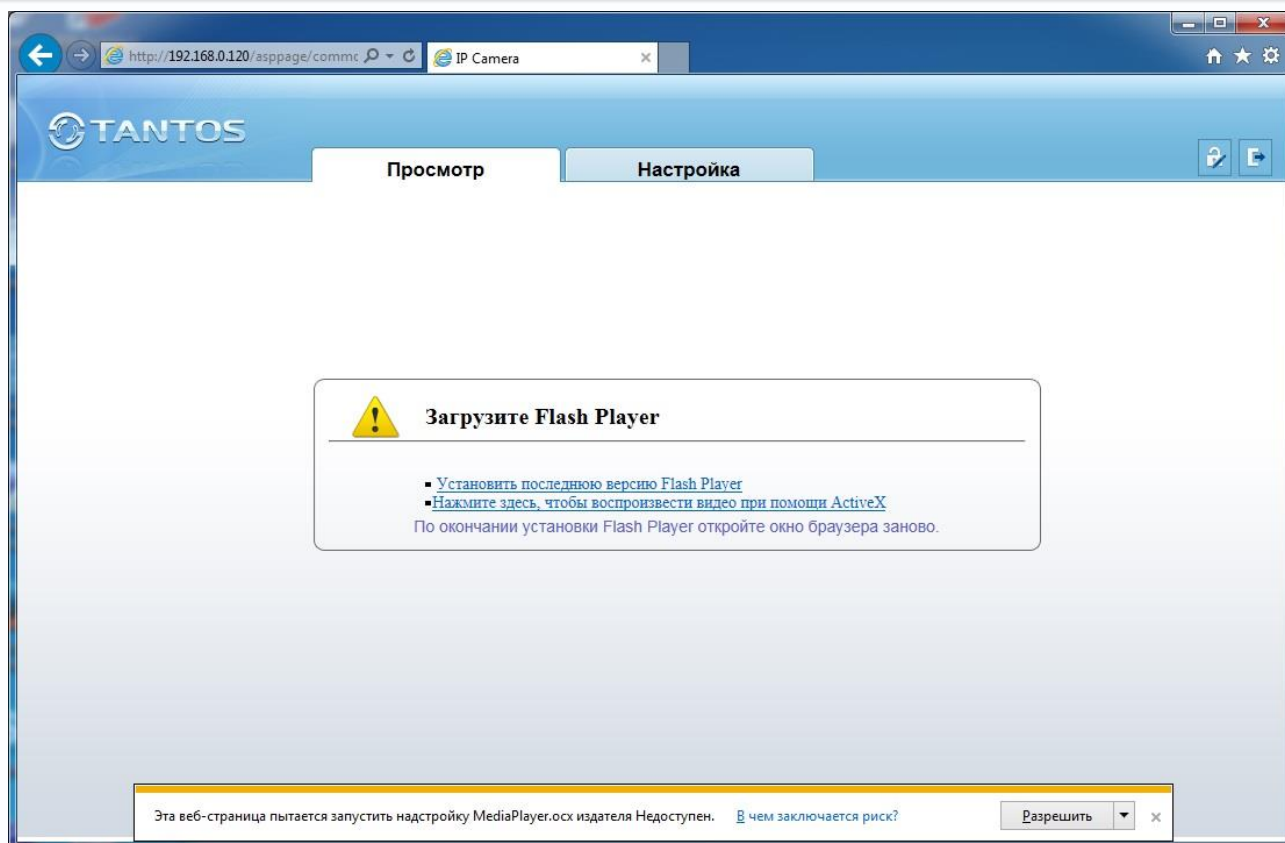 http://192.168.0.120/asppage/commc
IP Camera
TANTOS
Просмотр
Настройка
Загрузите Flash Player
Установить последнюю версию Flash Player
Нажмите здесь, чтобы воспроизвести видео при помощи ActiveX
По окончании установки Flash Player откройте окно браузера заново.
Эта веб-страница пытается запустить надстройку MediaPlayer.ocx издателя Недоступен. В чем заключается риск? Разрешить